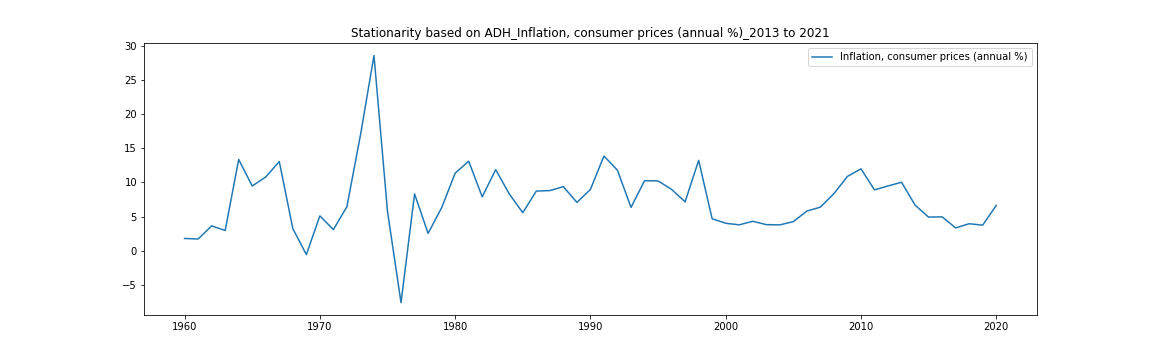 Stationarity based on ADH_Inflation, consumer prices (annual %)_2013 to 2021
30
25
20
15
10
5
0
−5
Inflation, consumer prices (annual %)
1960 1970 1980 1990 2000 2010 2020